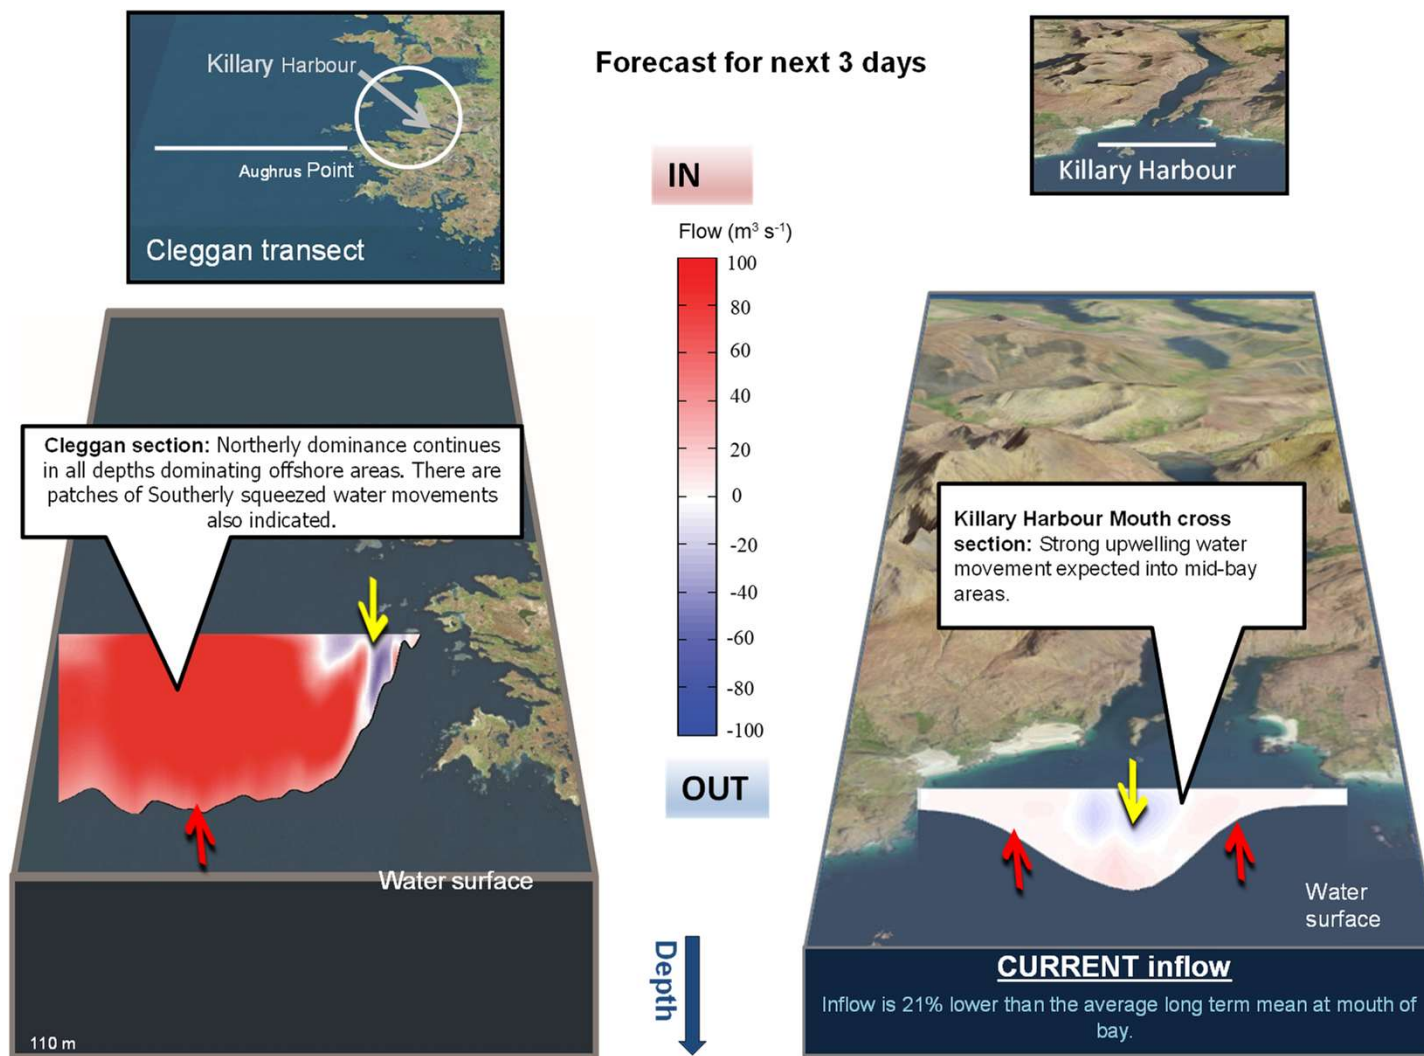 Forecast for next 3 days
Killary Harbour
Aughrus Point
Cleggan transect
Killary Harbour
IN
Flow (m³ s⁻¹)
100
80
60
40
20
0
-20
-40
-60
-80
-100
OUT
Cleggan section: Northerly dominance continues
in all depths dominating offshore areas. There are
patches of Southerly squeezed water movements
also indicated.
Water surface
110 m
Depth
Killary Harbour Mouth cross
section: Strong upwelling water
movement expected into mid-bay
areas.
Water
surface
CURRENT inflow
Inflow is 21% lower than the average long term mean at mouth of
bay.